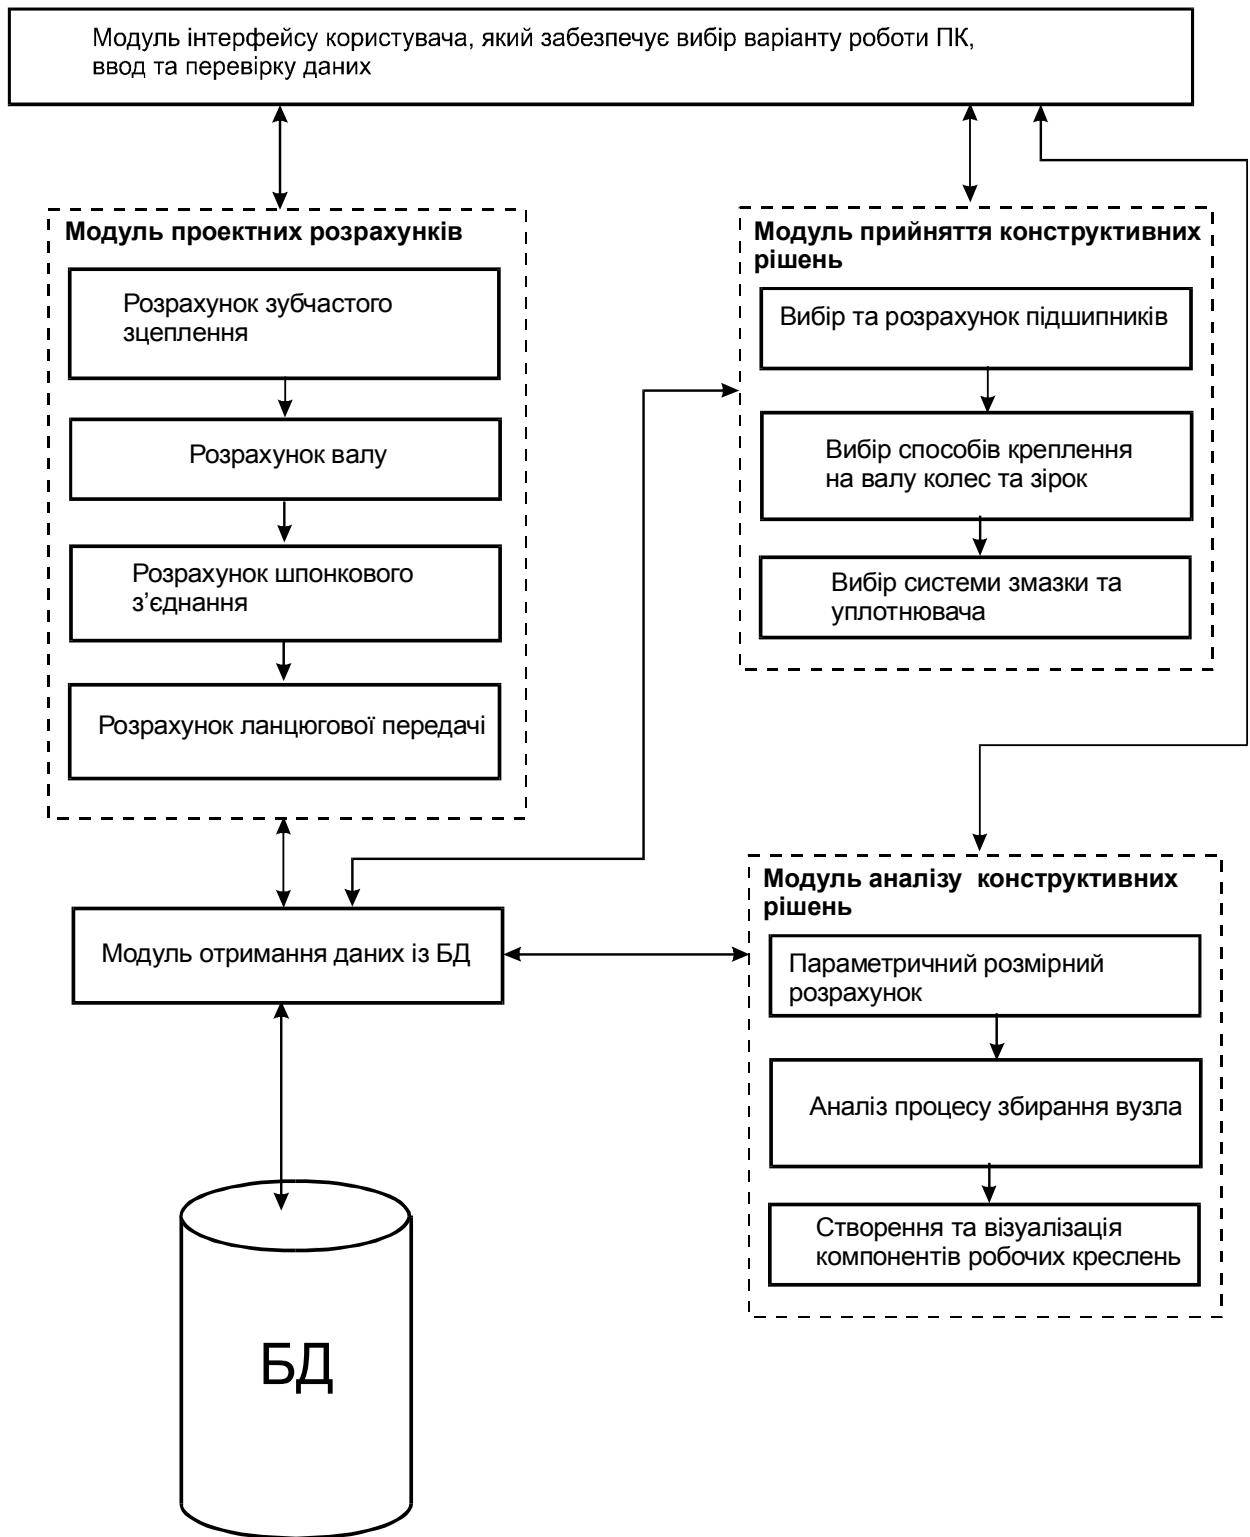 Модуль інтерфейсу користувача, який забезпечує вибір варіанту роботи ПК,
ввод та перевірку даних
Модуль проектних розрахунків
Розрахунок зубчастого
зцеплення
Розрахунок валу
Розрахунок шпонкового
з’єднання
Розрахунок ланцюгової передачі
Модуль прийняття конструктивних
рішень
Вибір та розрахунок підшипників
Вибір способів креплення
на валу колес та зірок
Вибір системи змазки та
уплотнювача
Модуль отримання даних із БД
Модуль аналізу конструктивних
рішень
Параметричний розмірний
розрахунок
Аналіз процесу збирання вузла
Створення та візуалізація
компонентів робочих креслень
БД